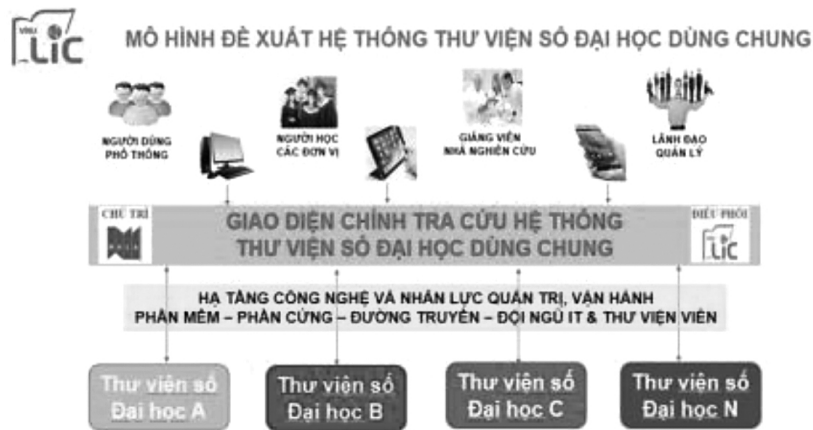 VNU LIC
MÔ HÌNH ĐỀ XUẤT HỆ THỐNG THƯ VIỆN SỐ ĐẠI HỌC DÙNG CHUNG
NGƯỜI DÙNG
PHỔ THÔNG
NGƯỜI HỌC
CÁC ĐƠN VỊ
GIẢNG VIÊN
NHÀ NGHIÊN CỨU
LÃNH ĐẠO
QUẢN LÝ
CHỦ TRÌ
GIAO DIỆN CHÍNH TRA CỨU HỆ THỐNG
THƯ VIỆN SỐ ĐẠI HỌC DÙNG CHUNG
ĐIỀU PHỐI
LIC
HẠ TẦNG CÔNG NGHỆ VÀ NHÂN LỰC QUẢN TRỊ, VẬN HÀNH
PHẦN MỀM – PHẦN CỨNG – ĐƯỜNG TRUYỀN – ĐỘI NGŨ IT & THƯ VIỆN VIÊN
Thư viện số
Đại học A
Thư viện số
Đại học B
Thư viện số
Đại học C
Thư viện số
Đại học N